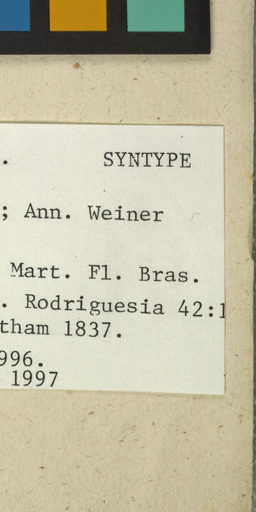 . SYNTYPE
; Ann. Weiner
Mart. Fl. Bras.
. Rodriguesia 42:1
tham 1837.
996.
1997